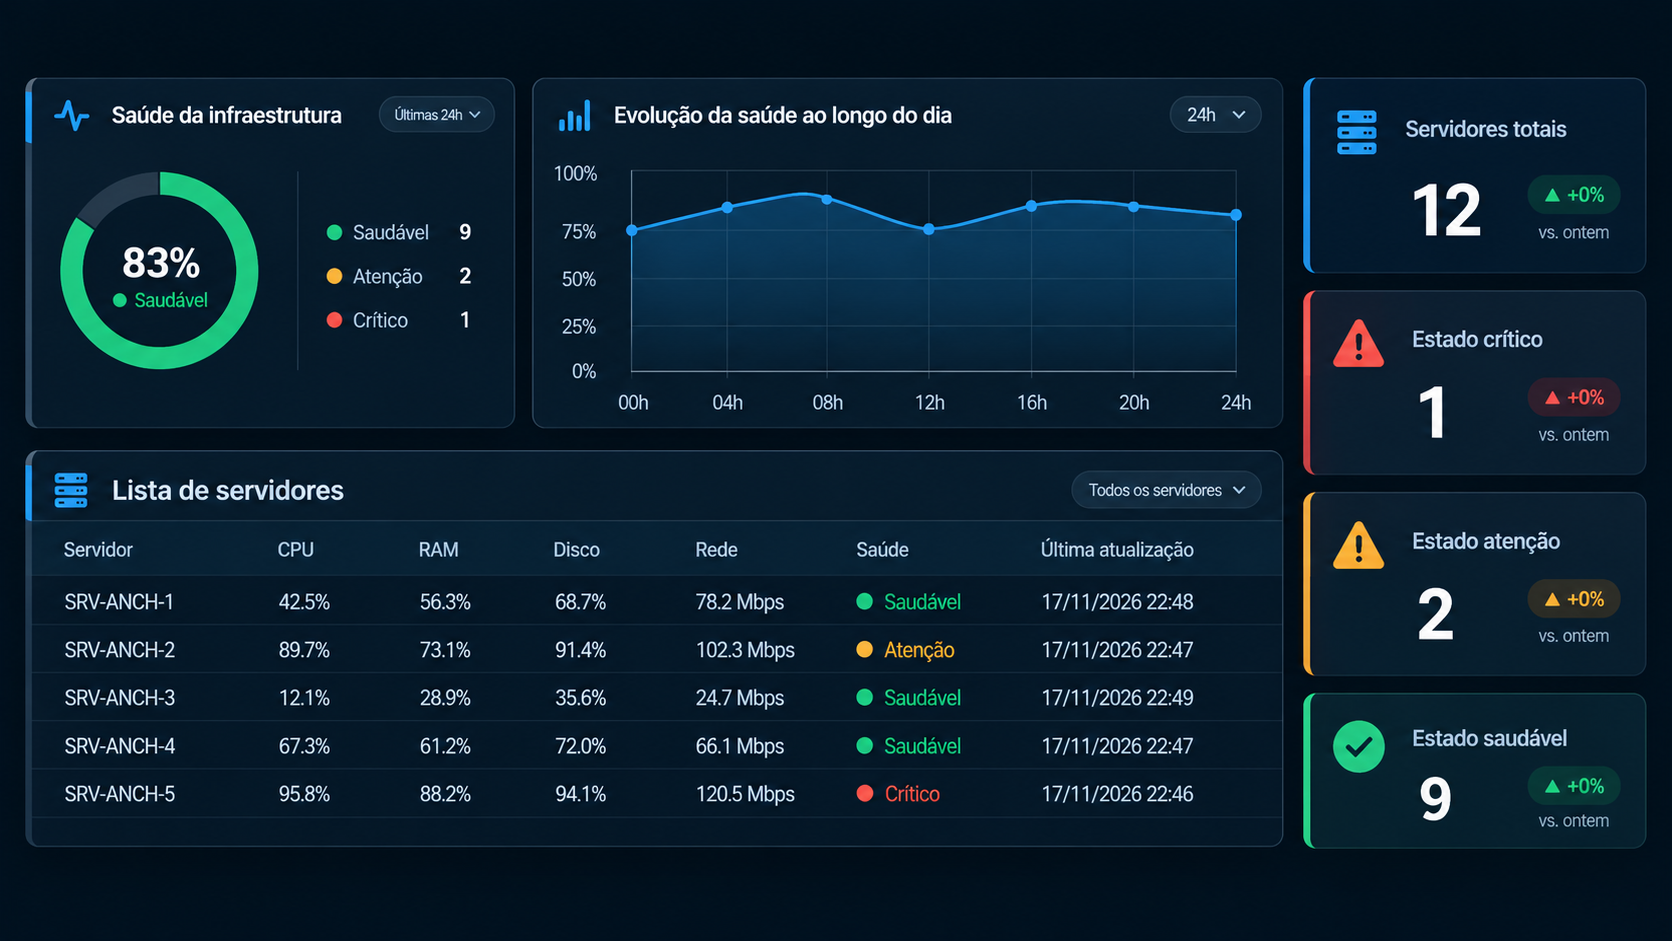 Saúde da infraestrutura
Últimas 24h
83%
Saudável
Saudável 9
Atenção 2
Crítico 1
Evolução da saúde ao longo do dia
24h
100%
75%
50%
25%
0%
00h 04h 08h 12h 16h 20h 24h
Servidores totais
12
+0%
vs. ontem
Estado crítico
1
+0%
vs. ontem
Estado atenção
2
+0%
vs. ontem
Estado saudável
9
+0%
vs. ontem
Lista de servidores
Todos os servidores
Servidor CPU RAM Disco Rede Saúde Última atualização
SRV-ANCH-1 42.5% 56.3% 68.7% 78.2 Mbps Saudável 17/11/2026 22:48
SRV-ANCH-2 89.7% 73.1% 91.4% 102.3 Mbps Atenção 17/11/2026 22:47
SRV-ANCH-3 12.1% 28.9% 35.6% 24.7 Mbps Saudável 17/11/2026 22:49
SRV-ANCH-4 67.3% 61.2% 72.0% 66.1 Mbps Saudável 17/11/2026 22:47
SRV-ANCH-5 95.8% 88.2% 94.1% 120.5 Mbps Crítico 17/11/2026 22:46